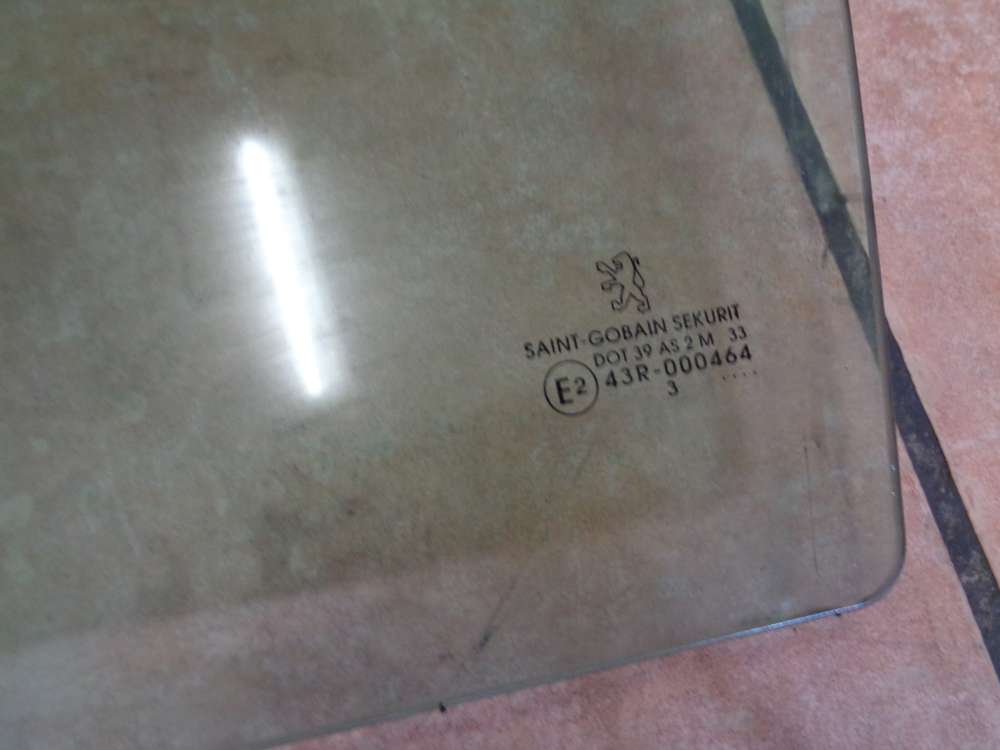 SAINT-GOBAIN SEKURIT
DOT 39 AS 2 M 33
E2 43R-000464
3 ....